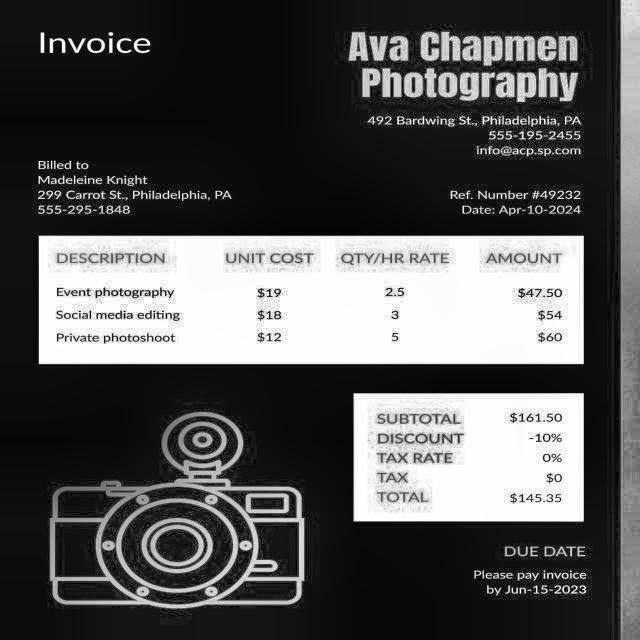 Invoice
Ava Chapmen
Photography
492 Bardwing St., Philadelphia, PA
555-195-2455
info@acp.sp.com
Billed to
Madeleine Knight
299 Carrot St., Philadelphia, PA
555-295-1848
Ref. Number #49232
Date: Apr-10-2024
DESCRIPTION UNIT COST QTY/HR RATE AMOUNT
Event photography $19 2.5 $47.50
Social media editing $18 3 $54
Private photoshoot $12 5 $60
SUBTOTAL $161.50
DISCOUNT -10%
TAX RATE 0%
TAX $0
TOTAL $145.35
DUE DATE
Please pay invoice
by Jun-15-2023